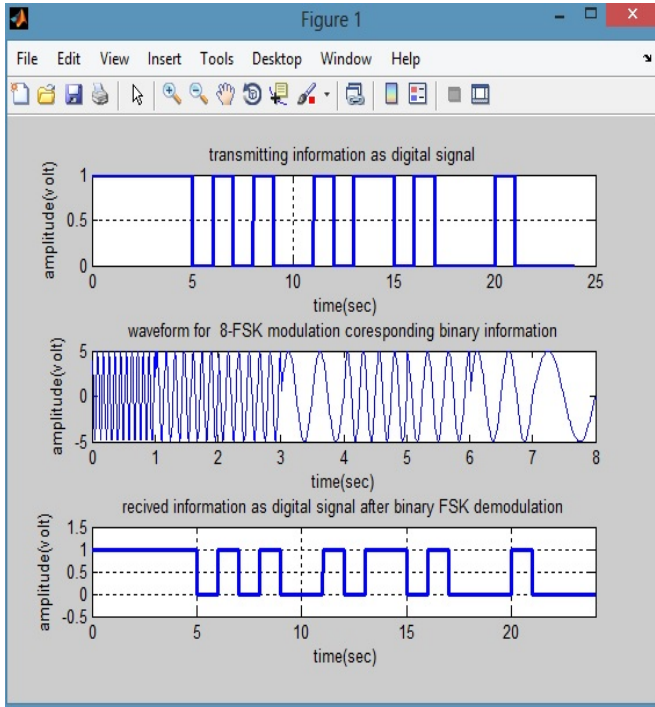 Figure 1
File Edit View Insert Tools Desktop Window Help
transmitting information as digital signal
amplitude(volt)
1
0.5
0
0 5 10 15 20 25
time(sec)
waveform for 8-FSK modulation coresponding binary information
amplitude(volt)
5
0
-5
0 1 2 3 4 5 6 7 8
time(sec)
recived information as digital signal after binary FSK demodulation
amplitude(volt)
1.5
1
0.5
0
-0.5
0 5 10 15 20
time(sec)